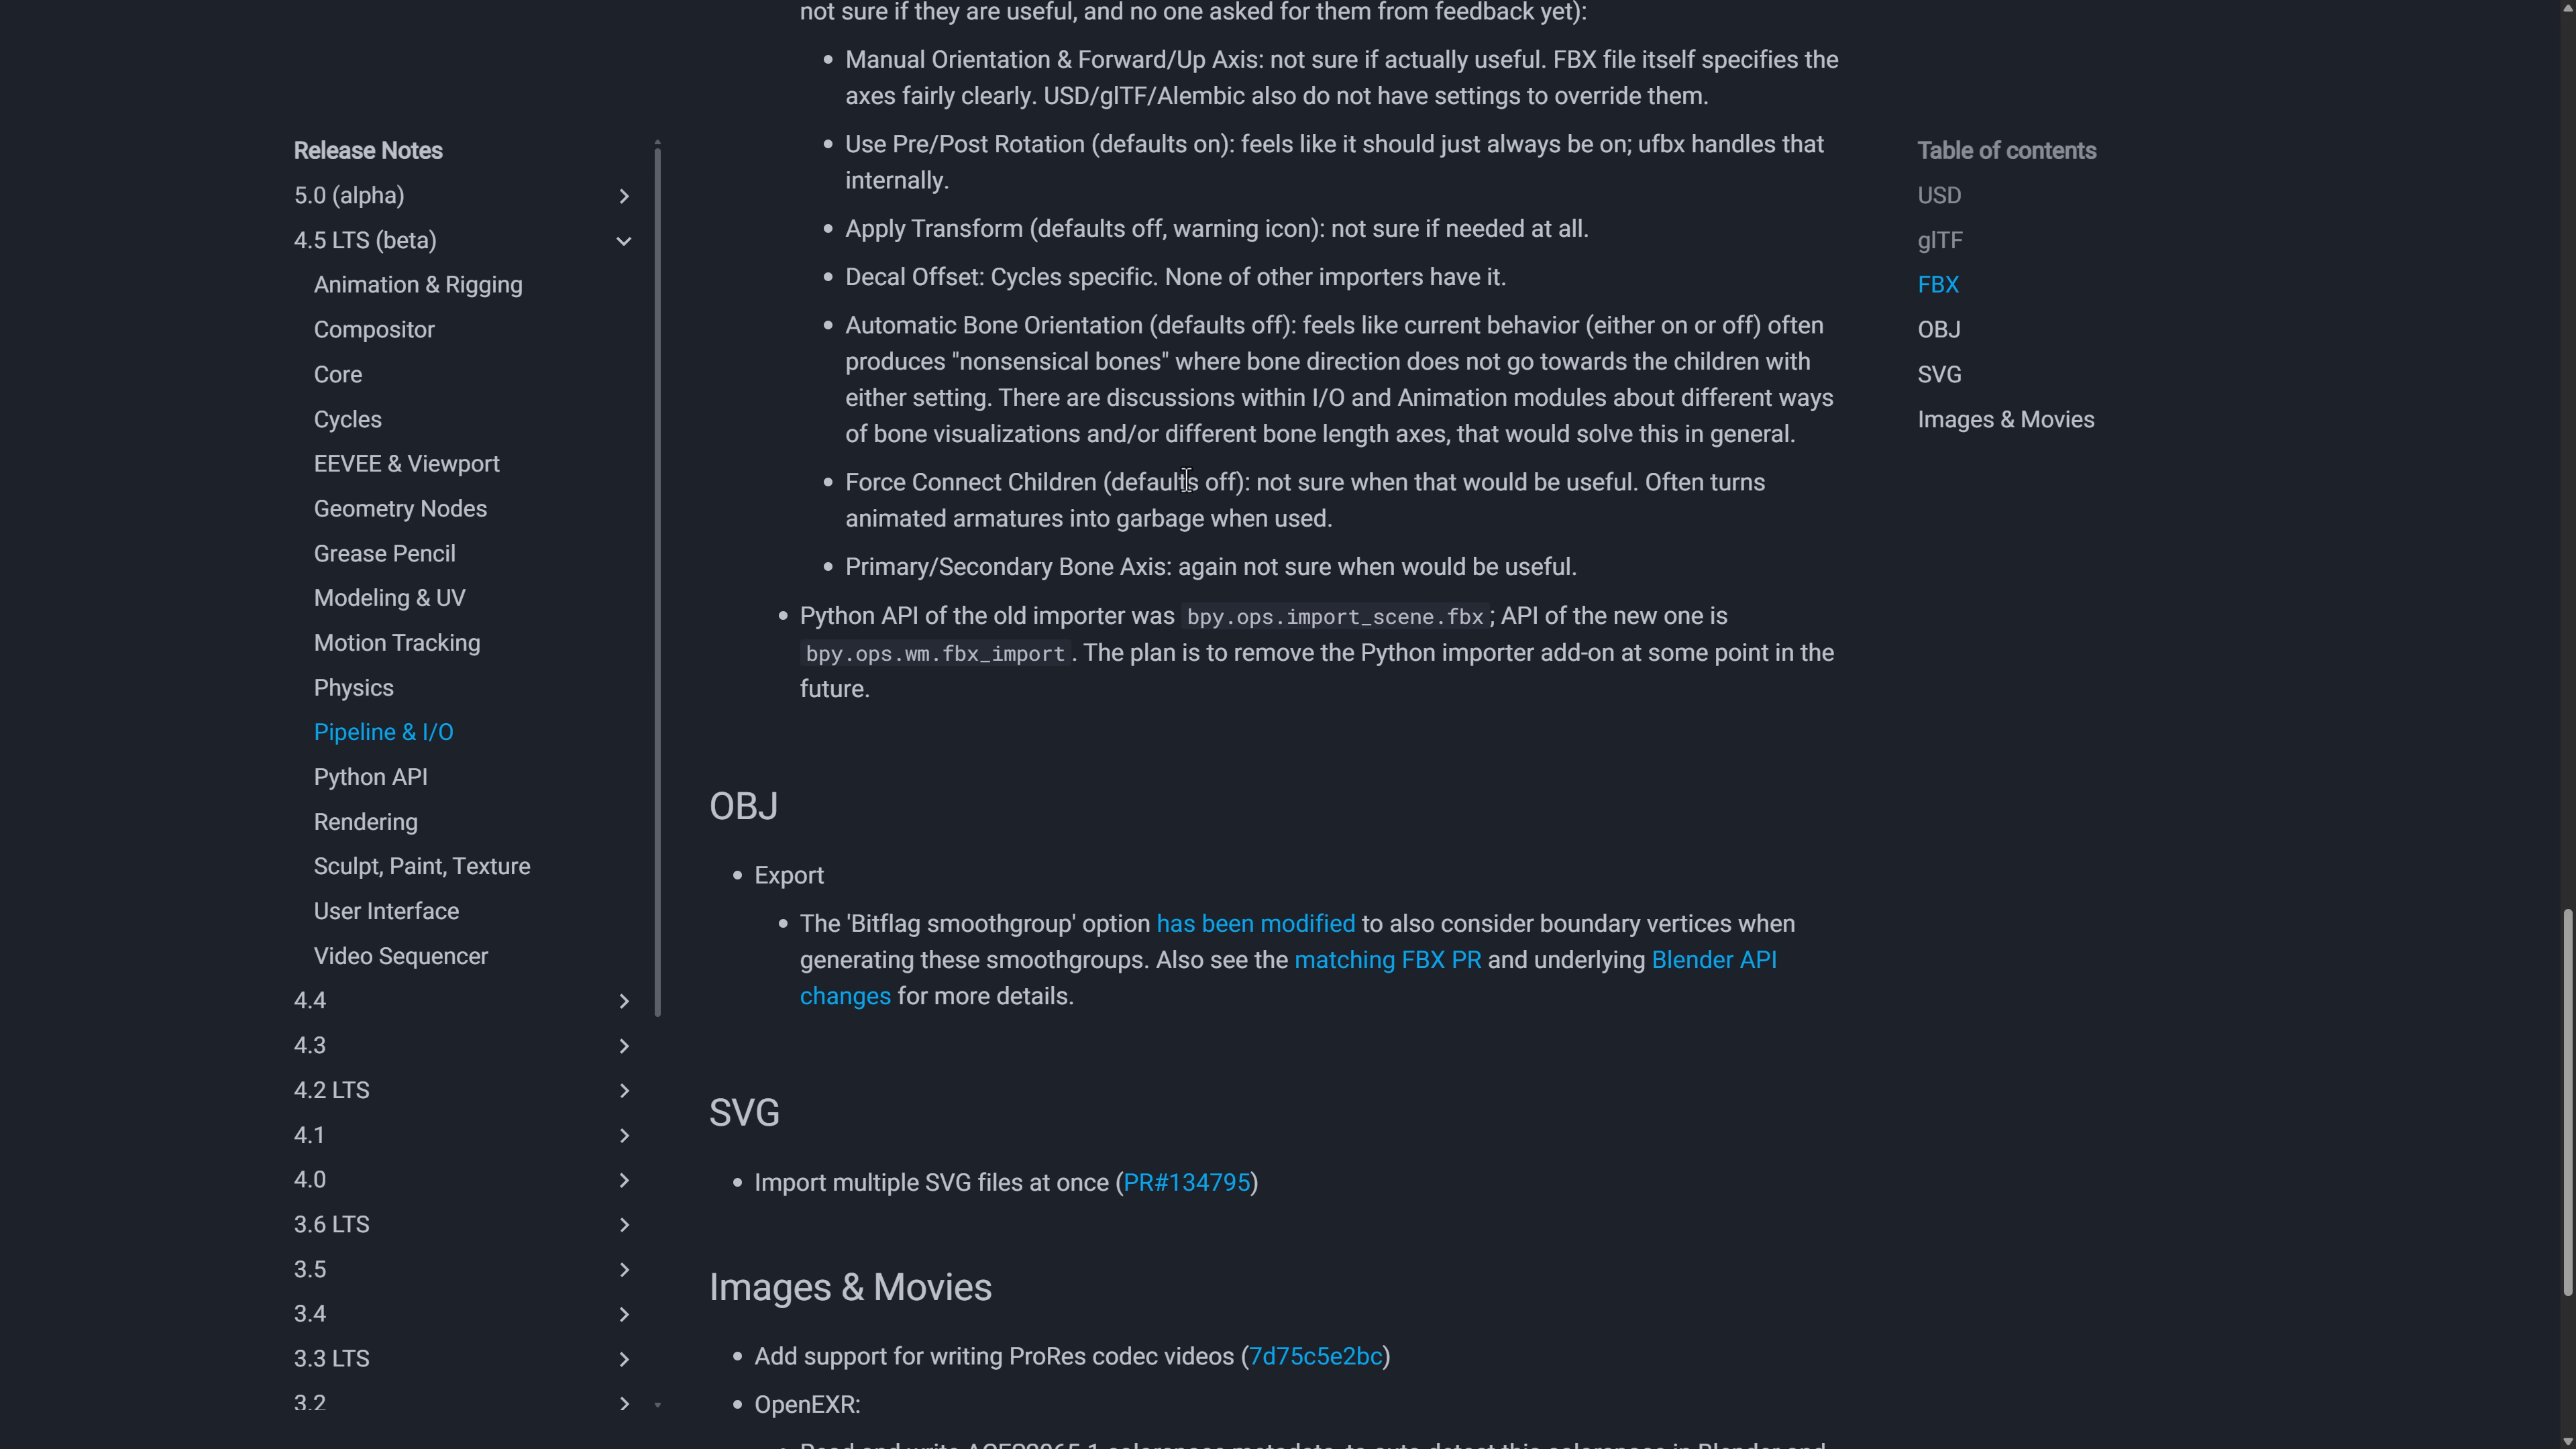 Release Notes
5.0 (alpha)
4.5 LTS (beta)
Animation & Rigging
Compositor
Core
Cycles
EEVEE & Viewport
Geometry Nodes
Grease Pencil
Modeling & UV
Motion Tracking
Physics
Pipeline & I/O
Python API
Rendering
Sculpt, Paint, Texture
User Interface
Video Sequencer
4.4
4.3
4.2 LTS
4.1
4.0
3.6 LTS
3.5
3.4
3.3 LTS
3.2
not sure if they are useful, and no one asked for them from feedback yet):
• Manual Orientation & Forward/Up Axis: not sure if actually useful. FBX file itself specifies the
axes fairly clearly. USD/glTF/Alembic also do not have settings to override them.
• Use Pre/Post Rotation (defaults on): feels like it should just always be on; ufbx handles that
internally.
• Apply Transform (defaults off, warning icon): not sure if needed at all.
• Decal Offset: Cycles specific. None of other importers have it.
• Automatic Bone Orientation (defaults off): feels like current behavior (either on or off) often
produces "nonsensical bones" where bone direction does not go towards the children with
either setting. There are discussions within I/O and Animation modules about different ways
of bone visualizations and/or different bone length axes, that would solve this in general.
• Force Connect Children (defaults off): not sure when that would be useful. Often turns
animated armatures into garbage when used.
• Primary/Secondary Bone Axis: again not sure when would be useful.
• Python API of the old importer was bpy.ops.import_scene.fbx; API of the new one is
bpy.ops.wm.fbx_import. The plan is to remove the Python importer add-on at some point in the
future.
OBJ
• Export
• The 'Bitflag smoothgroup' option has been modified to also consider boundary vertices when
generating these smoothgroups. Also see the matching FBX PR and underlying Blender API
changes for more details.
SVG
• Import multiple SVG files at once (PR#134795)
Images & Movies
• Add support for writing ProRes codec videos (7d75c5e2bc)
• OpenEXR:
Table of contents
USD
glTF
FBX
OBJ
SVG
Images & Movies